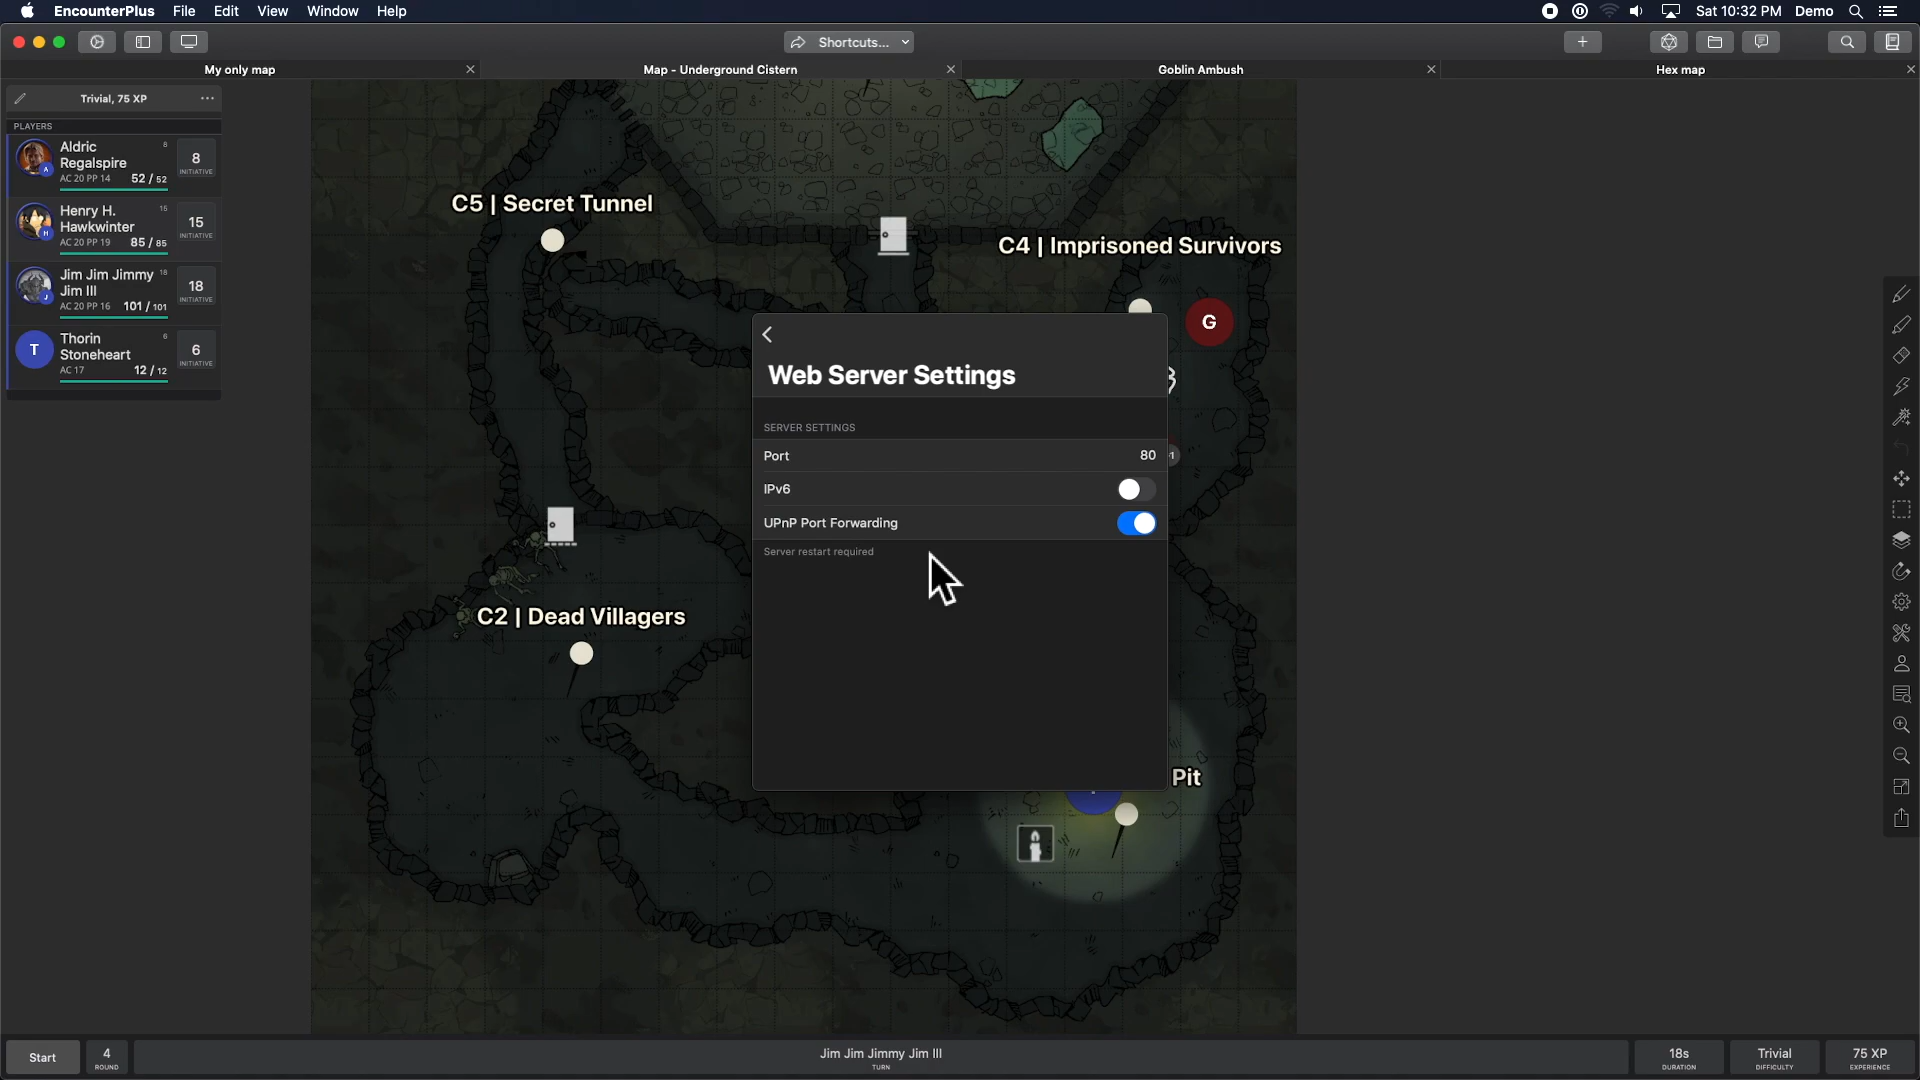 EncounterPlus File Edit View Window Help
Sat 10:32 PM Demo
Shortcuts...
My only map
Map - Underground Cistern
Goblin Ambush
Hex map
Trivial, 75 XP
PLAYERS
Aldric
Regalspire
8
AC 20 PP 14 52 / 52
8
INITIATIVE
Henry H.
Hawkwinter
15
AC 20 PP 19 85 / 85
15
INITIATIVE
Jim Jim Jimmy
Jim III
18
AC 20 PP 16 101 / 101
18
INITIATIVE
T
Thorin
Stoneheart
6
AC 17 12 / 12
6
INITIATIVE
C5 | Secret Tunnel
C4 | Imprisoned Survivors
G
C2 | Dead Villagers
Pit
Web Server Settings
SERVER SETTINGS
Port 80
IPv6
UPnP Port Forwarding
Server restart required
Start
4
ROUND
Jim Jim Jimmy Jim III
TURN
18s
DURATION
Trivial
DIFFICULTY
75 XP
EXPERIENCE